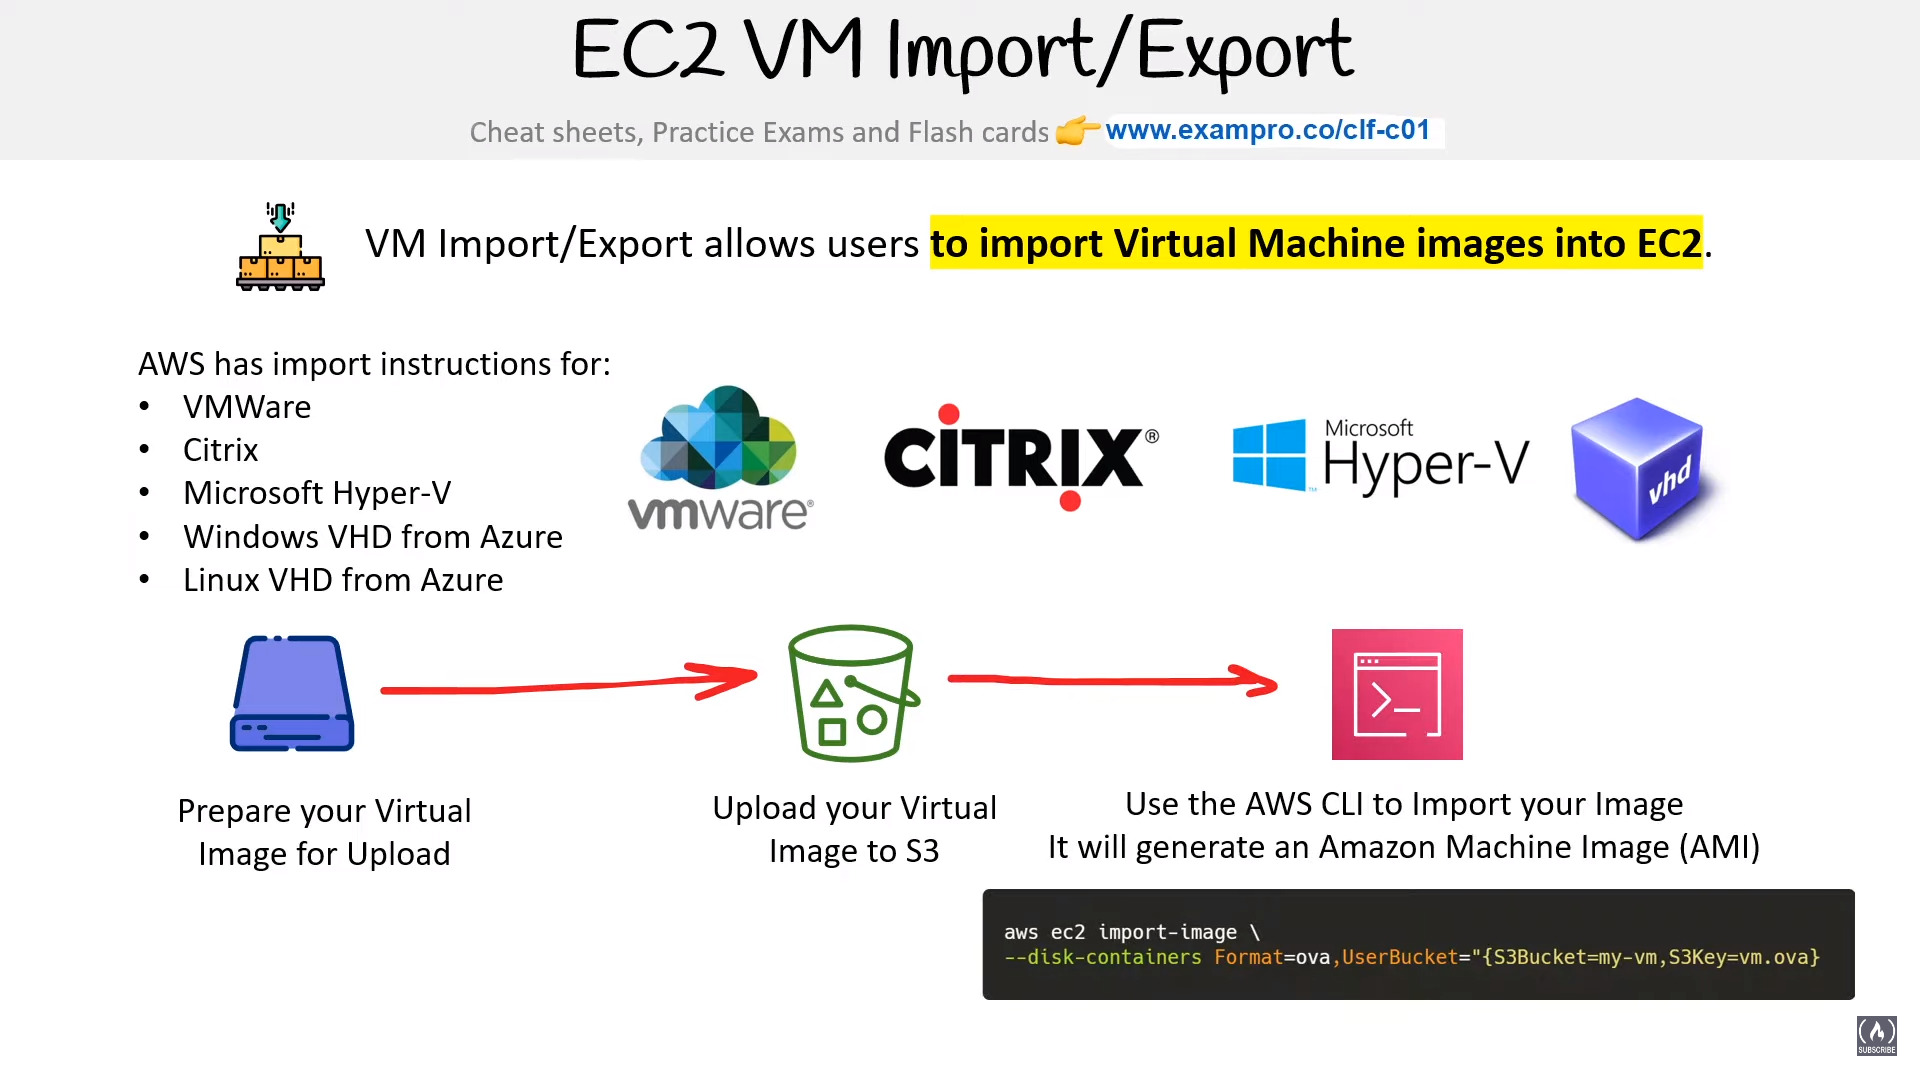 EC2 VM Import/Export
Cheat sheets, Practice Exams and Flash cards 👉 www.exampro.co/clf-c01
VM Import/Export allows users to import Virtual Machine images into EC2.
AWS has import instructions for:
• VMWare
• Citrix
• Microsoft Hyper-V
• Windows VHD from Azure
• Linux VHD from Azure
vmware®
CiTRIX®
Microsoft
Hyper-V™
vhd
Prepare your Virtual
Image for Upload
Upload your Virtual
Image to S3
Use the AWS CLI to Import your Image
It will generate an Amazon Machine Image (AMI)
aws ec2 import-image \
--disk-containers Format=ova,UserBucket="{S3Bucket=my-vm,S3Key=vm.ova}
SUBSCRIBE